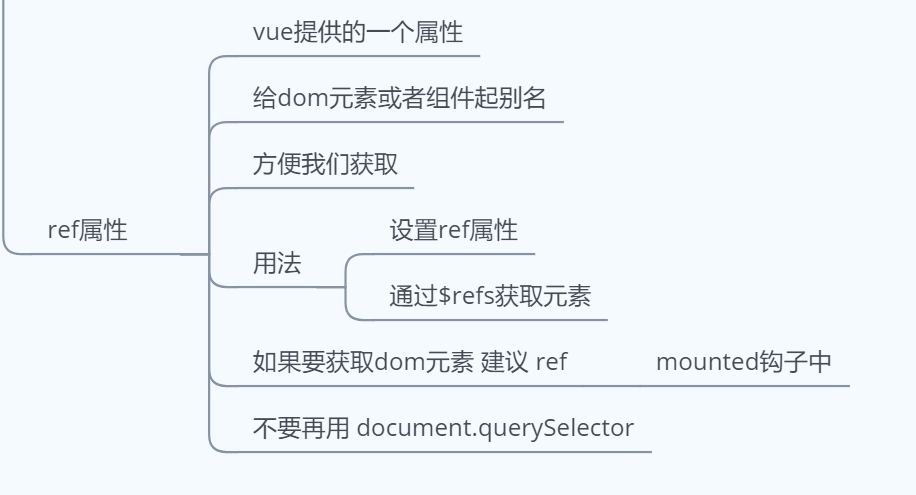 vue提供的一个属性
给dom元素或者组件起别名
方便我们获取
ref属性
用法
设置ref属性
通过$refs获取元素
如果要获取dom元素 建议 ref
mounted钩子中
不要再用 document.querySelector